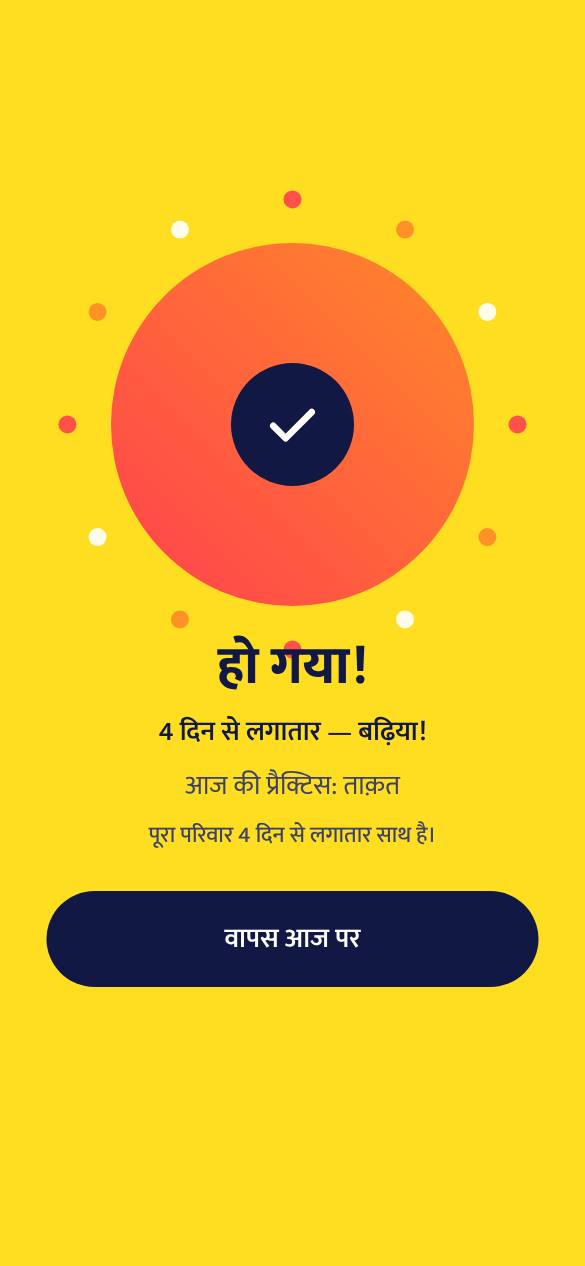 हो गया!
4 दिन से लगातार — बढ़िया!
आज की प्रैक्टिस: ताक़त
पूरा परिवार 4 दिन से लगातार साथ है।
वापस आज पर